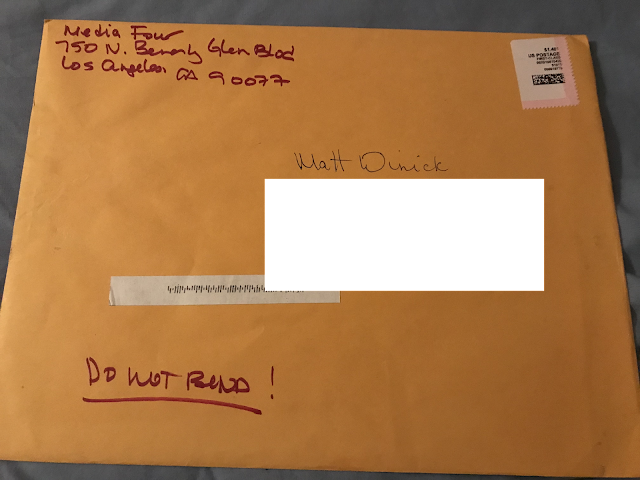 Media Four
750 N. Beverly Glen Blvd
Los Angeles CA 90077
US POSTAGE
Matt Winick
DO NOT BEND!